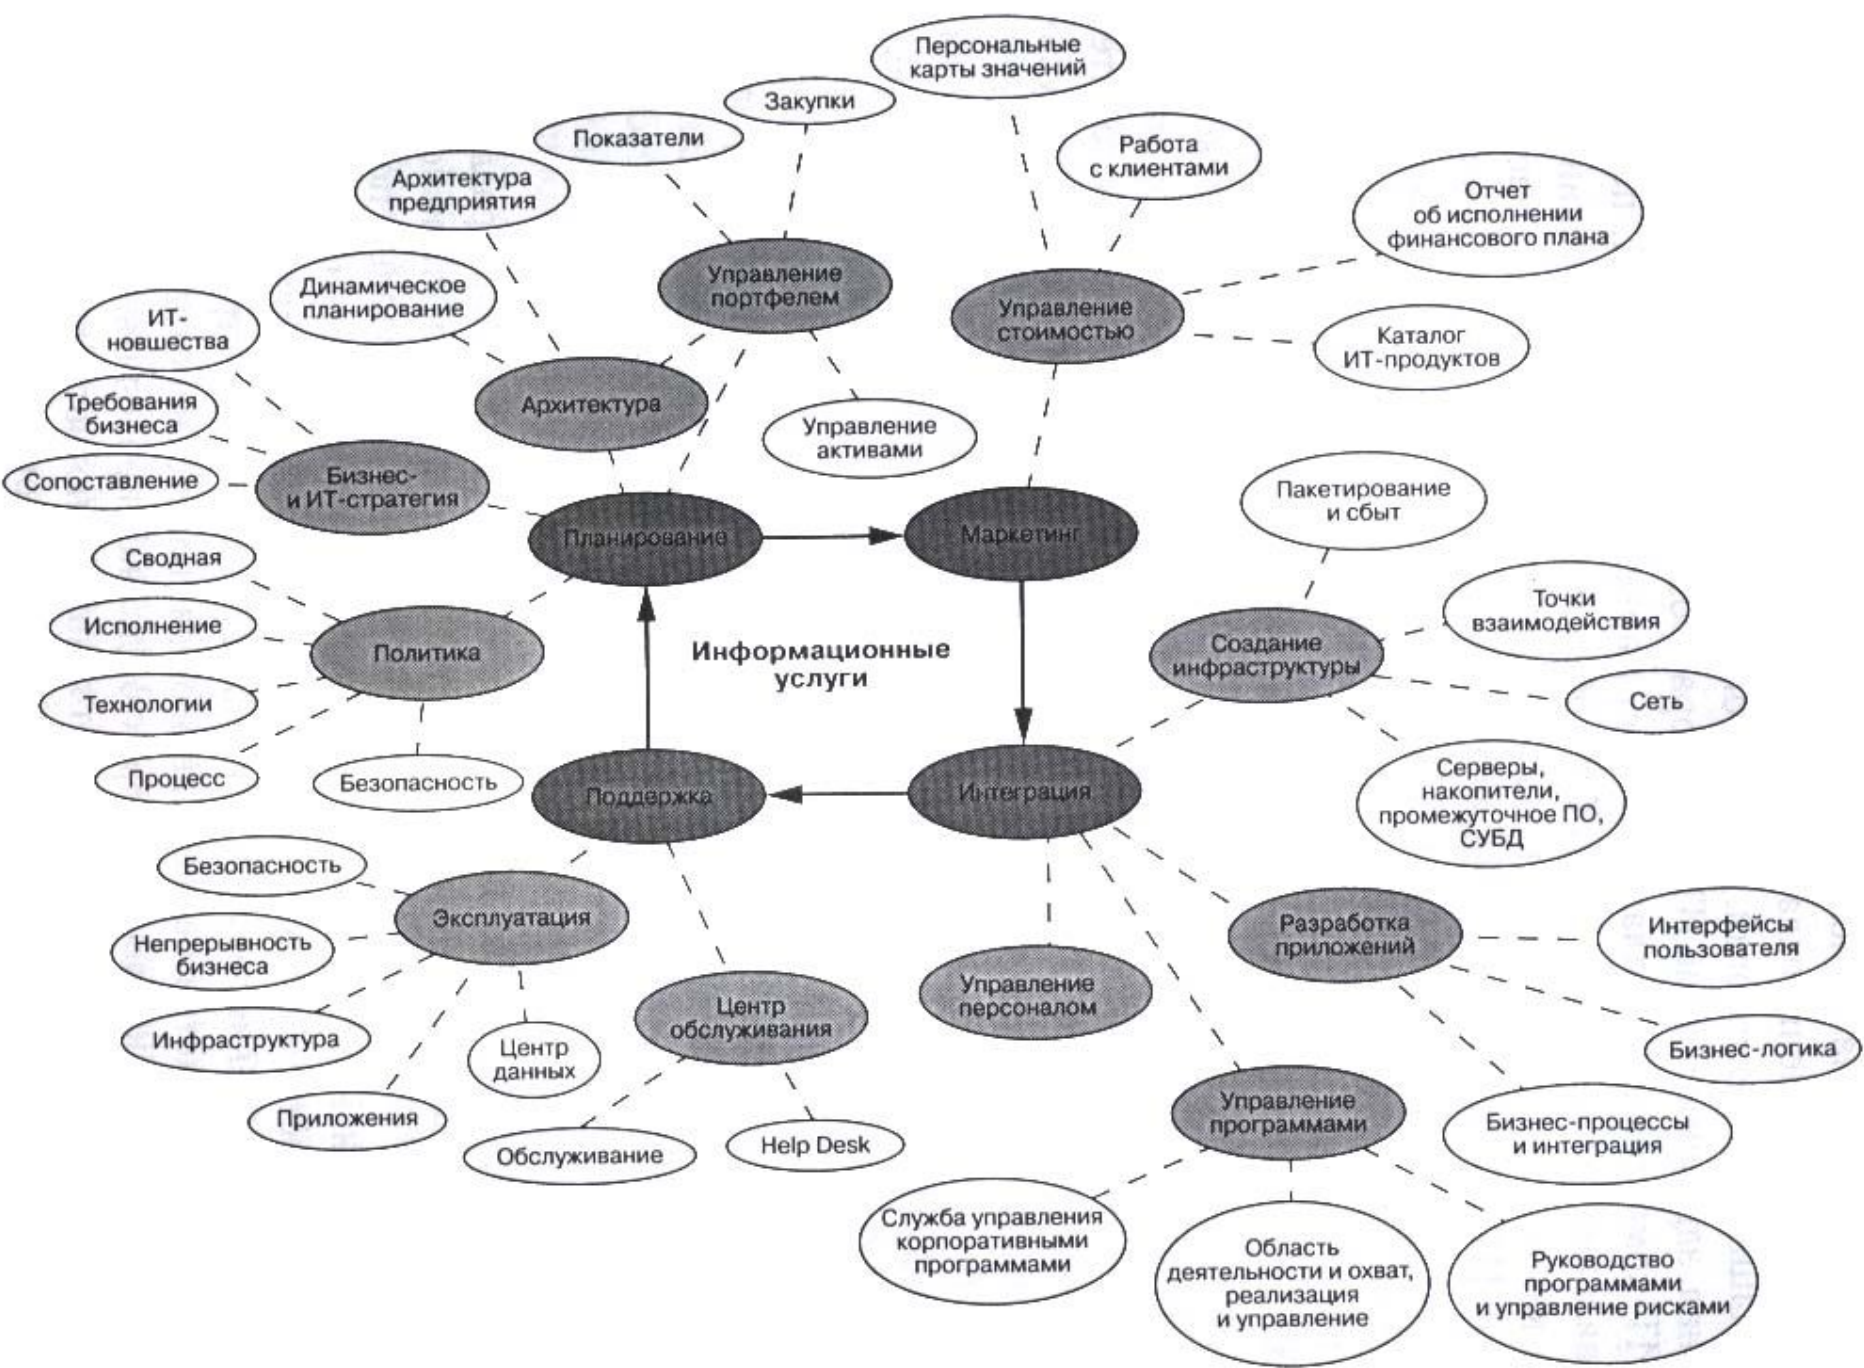 Персональные
карты значений
Закупки
Показатели
Работа
с клиентами
Архитектура
предприятия
Отчет
об исполнении
финансового плана
Управление
портфелем
Динамическое
планирование
Управление
стоимостью
ИТ-
новшества
Каталог
ИТ-продуктов
Архитектура
Требования
бизнеса
Управление
активами
Сопоставление
Бизнес-
и ИТ-стратегия
Пакетирование
и сбыт
Планирование
Маркетинг
Сводная
Точки
взаимодействия
Исполнение
Политика
Информационные
услуги
Создание
инфраструктуры
Технологии
Сеть
Процесс
Безопасность
Поддержка
Интеграция
Серверы,
накопители,
промежуточное ПО,
СУБД
Безопасность
Эксплуатация
Непрерывность
бизнеса
Разработка
приложений
Интерфейсы
пользователя
Управление
персоналом
Центр
обслуживания
Инфраструктура
Центр
данных
Бизнес-логика
Приложения
Управление
программами
Бизнес-процессы
и интеграция
Обслуживание
Help Desk
Служба управления
корпоративными
программами
Область
деятельности и охват,
реализация
и управление
Руководство
программами
и управление рисками